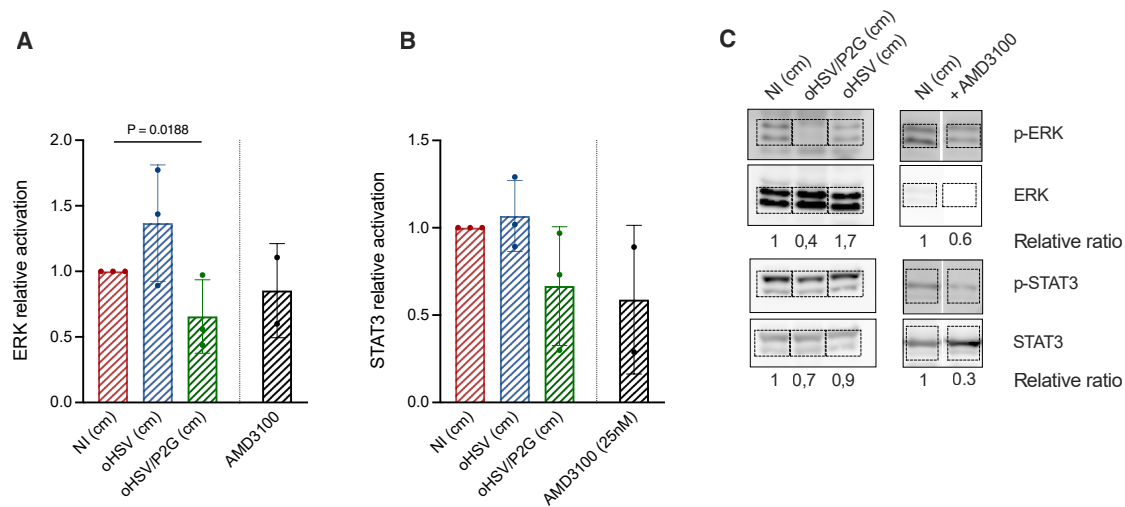 A
ERK relative activation
2.0
1.5
1.0
0.5
0.0
P = 0.0188
NI (cm)
oHSV (cm)
oHSV/P2G (cm)
AMD3100
B
STAT3 relative activation
1.5
1.0
0.5
0.0
NI (cm)
oHSV (cm)
oHSV/P2G (cm)
AMD3100 (25nM)
C
NI (cm)
oHSV/P2G (cm)
oHSV (cm)
NI (cm)
+ AMD3100
p-ERK
ERK
1 0,4 1,7 1 0.6 Relative ratio
p-STAT3
STAT3
1 0,7 0,9 1 0.3 Relative ratio